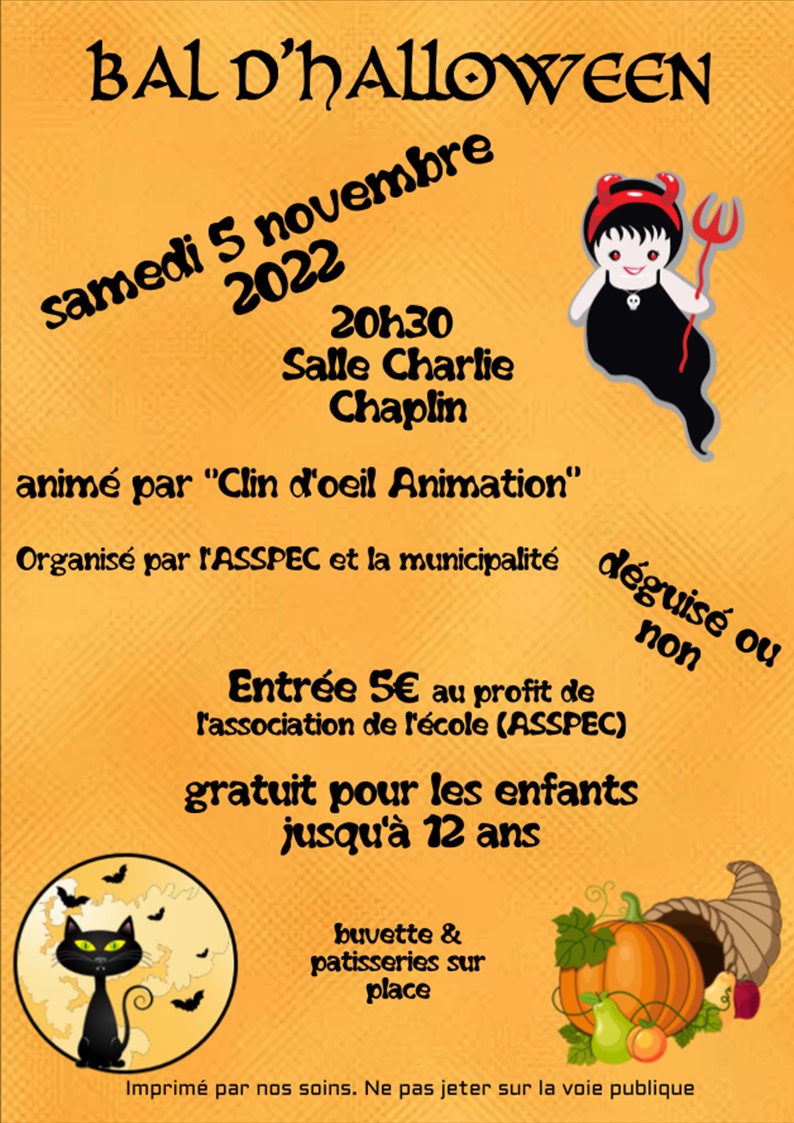 BAL D'hAllOWEEN
samedi 5 novembre
2022
20h30
Salle Charlie
Chaplin
animé par "Clin d'oeil Animation"
Organisé par l'ASSPEC et la municipalité
déguisé ou
non
Entrée 5€ au profit de
l'association de l'école (ASSPEC)
gratuit pour les enfants
jusqu'à 12 ans
buvette &
patisseries sur
place
Imprimé par nos soins. Ne pas jeter sur la voie publique